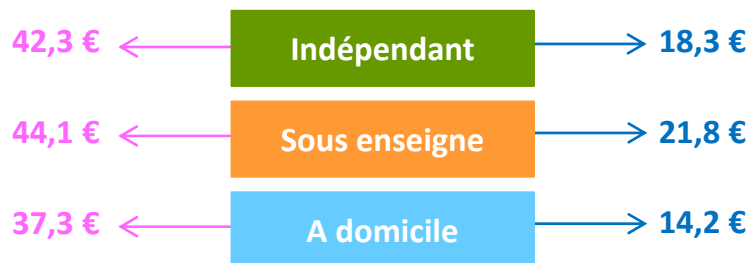 42,3 € Indépendant 18,3 €
44,1 € Sous enseigne 21,8 €
37,3 € A domicile 14,2 €